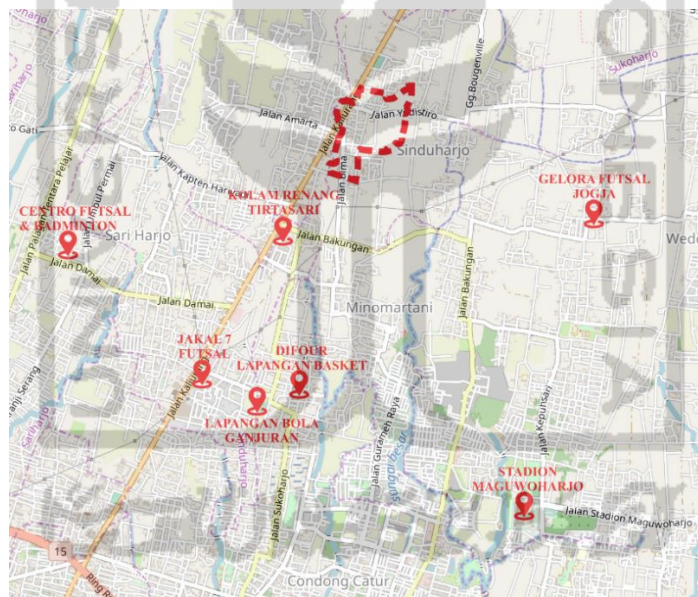 Sukoharjo
Gg Bougenville
Jalan Amarta
Jalan Yudistiro
Jalan Kaliurang
Sinduharjo
Jalan Bima
Jalan Kapten Haryadi
Jalan Umbul Permai
GELORA FUTSAL
JOGJA
CENTRO FUTSAL
& BADMINTON
Sari Harjo
KOLAM RENANG
TIRTASARI
Jalan Bakungan
Jalan Damai
Jalan Damai
Jalan Bakungan
Minomartani
JAKAL 7
FUTSAL
DIFOUR
LAPANGAN BASKET
LAPANGAN BOLA
GANJURAN
Jalan Kepuhsari
Jalan Gurameh Raya
Jalan Sukoharjo
STADION
MAGUWOHARJO
Jalan Stadion Maguwoharjo
15
Condong Catur